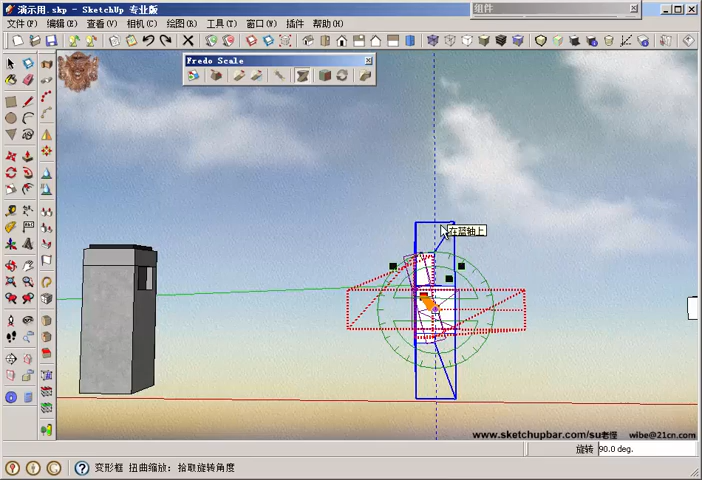 演示用.skp - SketchUp 专业版
组件
文件(F) 编辑(E) 查看(V) 相机(C) 绘图(R) 工具(T) 窗口(W) 插件 帮助(H)
Fredo Scale
在蓝轴上
www.sketchupbar.com/su老怪 wibe@21cn.com
旋转 90.0 deg.
变形框 扭曲缩放：拾取旋转角度